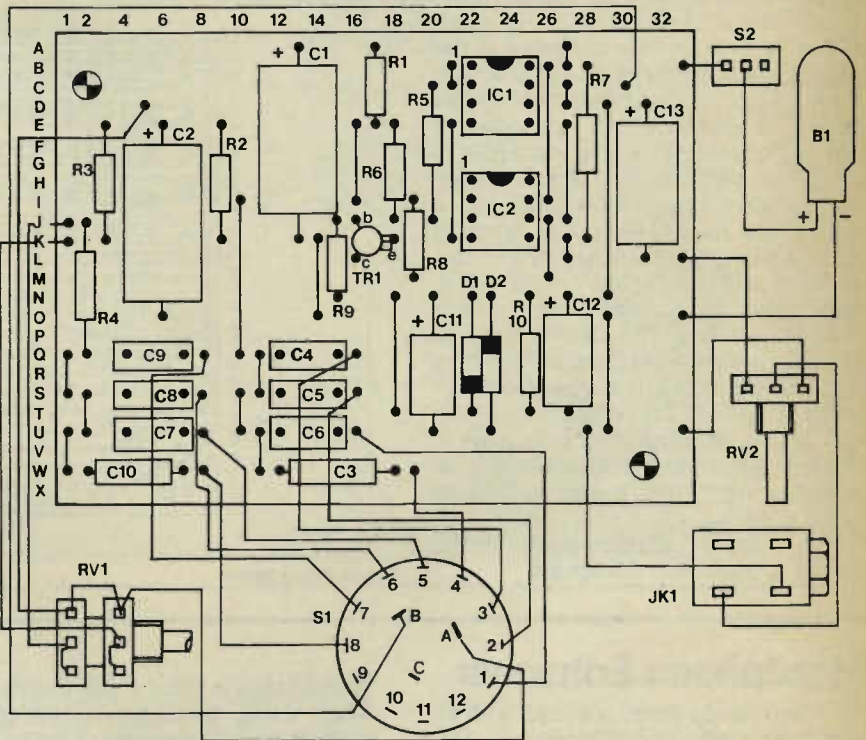 1 2 4 6 8 10 12 14 16 18 20 22 24 26 28 30 32
S2
A
B
C
D
E
F
G
H
I
J
K
L
M
N
O
P
Q
R
S
T
U
V
W
X
+ C1
R1
1
IC1
R5
R7
+ C13
B1
+ -
+ C2
R2
R3
R6
1
IC2
b
c
e
TR1
R8
R9
R4
D1 D2
+ C11
R
10
+ C12
C9
C4
C8
C5
C7
C6
C10
C3
RV2
JK1
RV1
S1
6 5 4
7 3
B
A
8 2
C
9 1
10 11 12